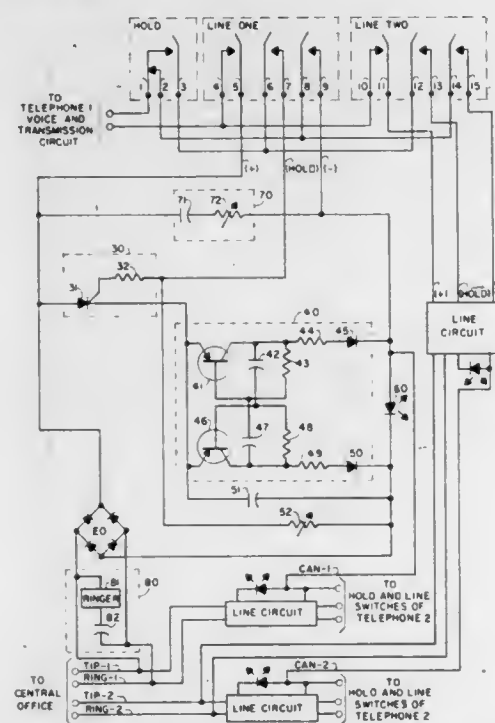 HOLD LINE ONE LINE TWO
1 2 3 4 5 6 7 8 9 10 11 12 13 14 15
TO
TELEPHONE 1
VOICE AND
TRANSMISSION
CIRCUIT
(+) (HOLD) (-)
71 72 70
30
32
31
(+) (HOLD)
LINE
CIRCUIT
40
44 45
42 43
41
60
46 47 48
49 50
51
52
EO
81 80
RINGER
82
CAN-1
LINE CIRCUIT
TO
HOLD AND LINE
SWITCHES OF
TELEPHONE 2
TO
CENTRAL
OFFICE
TIP-1
RING-1
TIP-2
RING-2
CAN-2
LINE CIRCUIT
TO
HOLD AND LINE
SWITCHES OF
TELEPHONE 2